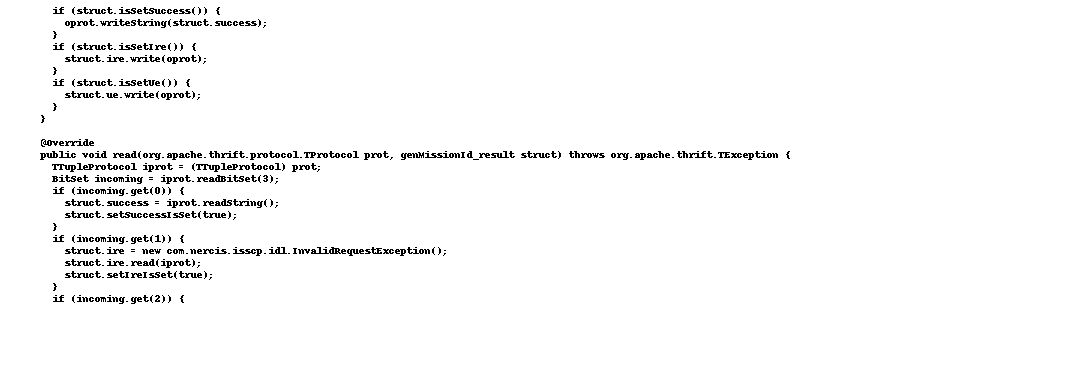 if (struct.isSetSuccess()) {
oprot.writeString(struct.success);
}
if (struct.isSetIre()) {
struct.ire.write(oprot);
}
if (struct.isSetUe()) {
struct.ue.write(oprot);
}
}
@Override
public void read(org.apache.thrift.protocol.TProtocol prot, genMissionId_result struct) throws org.apache.thrift.TException {
TTupleProtocol iprot = (TTupleProtocol) prot;
BitSet incoming = iprot.readBitSet(3);
if (incoming.get(0)) {
struct.success = iprot.readString();
struct.setSuccessIsSet(true);
}
if (incoming.get(1)) {
struct.ire = new com.nercis.isscp.idl.InvalidRequestException();
struct.ire.read(iprot);
struct.setIreIsSet(true);
}
if (incoming.get(2)) {